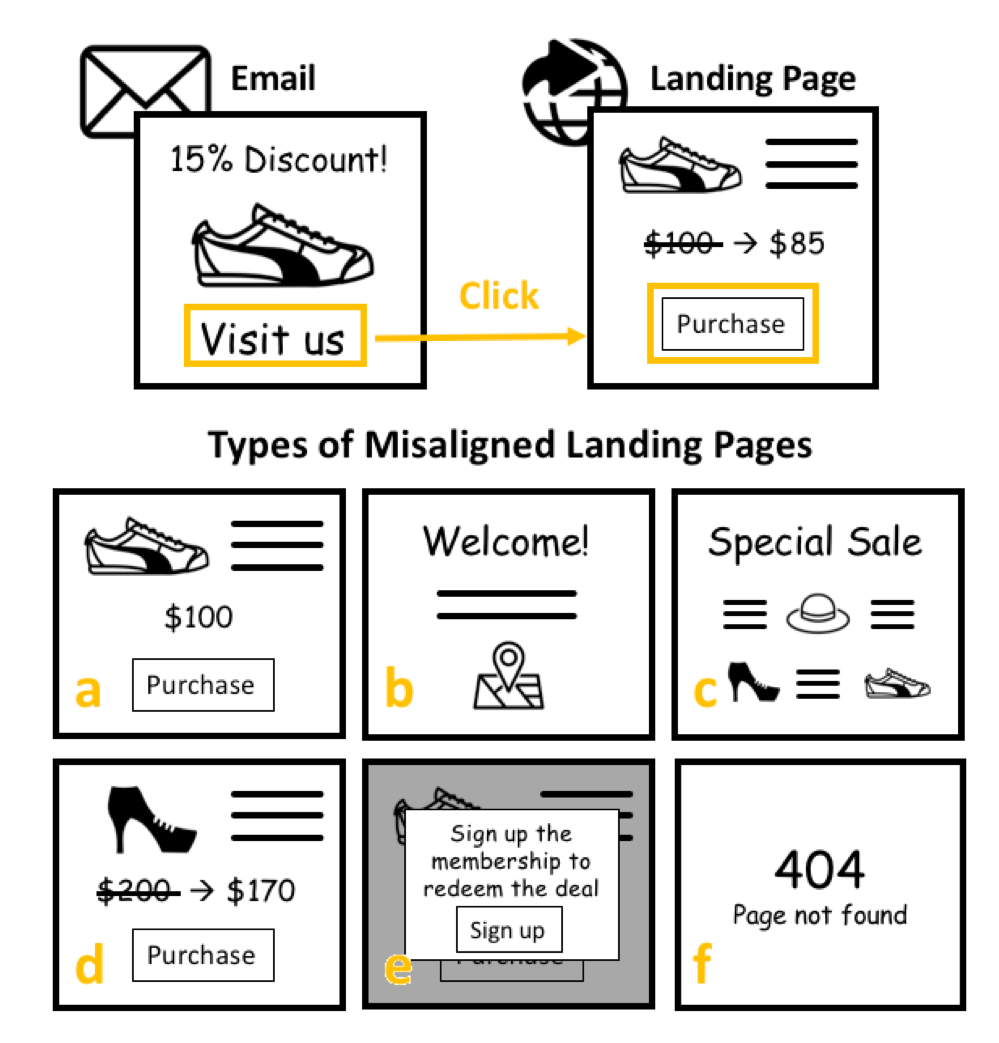 Email
15% Discount!
Visit us
Click
Landing Page
$100 → $85
Purchase
Types of Misaligned Landing Pages
$100
Purchase
a
Welcome!
b
Special Sale
c
$200 → $170
Purchase
d
Sign up the
membership to
redeem the deal
Sign up
Purchase
e
404
Page not found
f